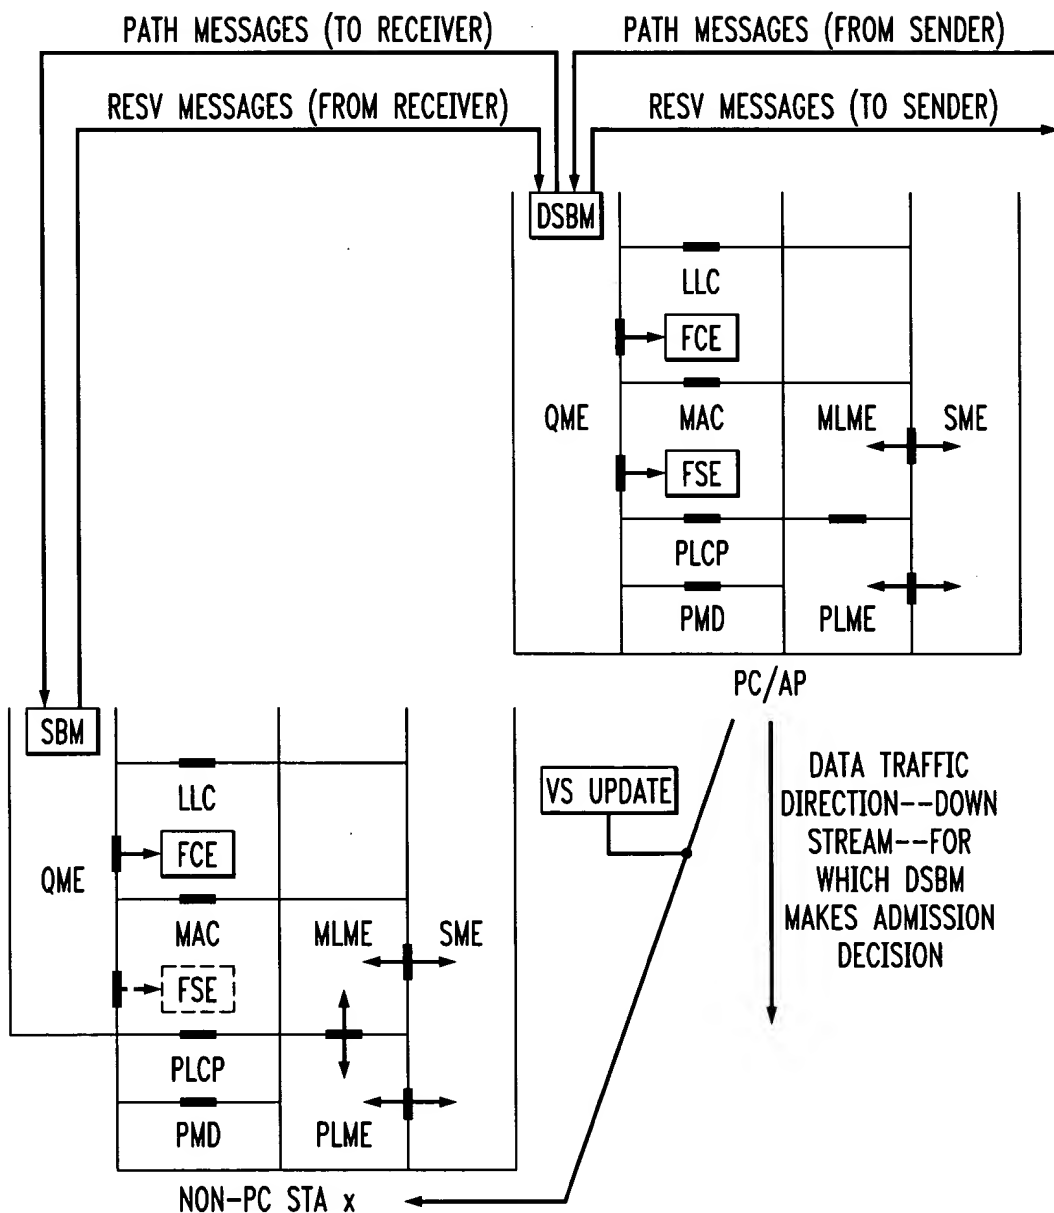 PATH MESSAGES (TO RECEIVER)
PATH MESSAGES (FROM SENDER)
RESV MESSAGES (FROM RECEIVER)
RESV MESSAGES (TO SENDER)
DSBM
LLC
FCE
QME
MAC
MLME
SME
FSE
PLCP
PMD
PLME
PC/AP
SBM
LLC
VS UPDATE
DATA TRAFFIC
DIRECTION--DOWN
STREAM--FOR
WHICH DSBM
MAKES ADMISSION
DECISION
FCE
QME
MAC
MLME
SME
FSE
PLCP
PMD
PLME
NON-PC STA x